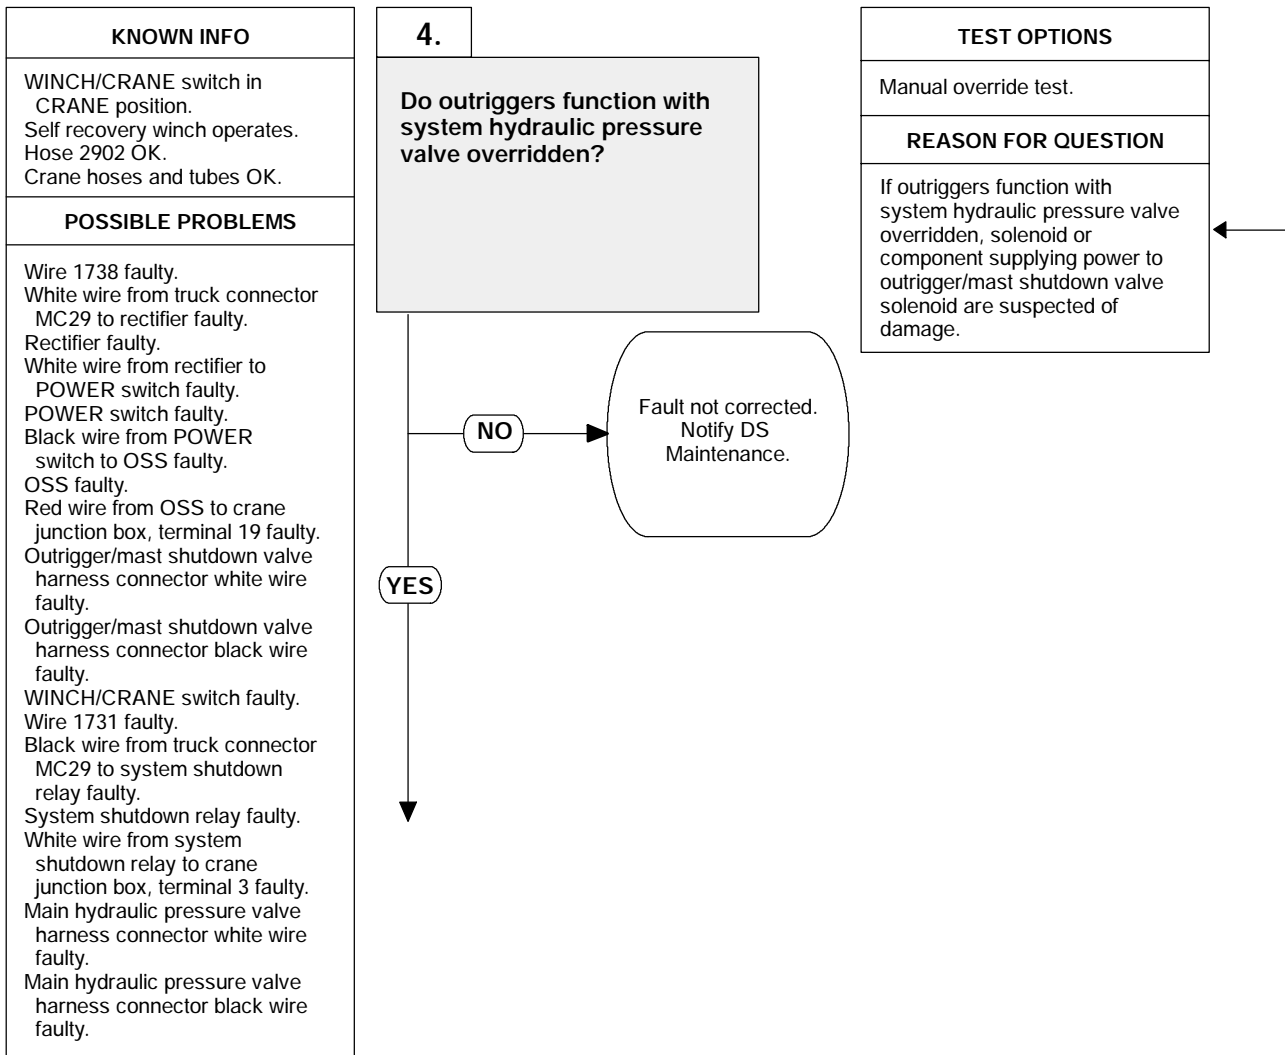 KNOWN INFO
WINCH/CRANE switch in
CRANE position.
Self recovery winch operates.
Hose 2902 OK.
Crane hoses and tubes OK.
POSSIBLE PROBLEMS
Wire 1738 faulty.
White wire from truck connector
MC29 to rectifier faulty.
Rectifier faulty.
White wire from rectifier to
POWER switch faulty.
POWER switch faulty.
Black wire from POWER
switch to OSS faulty.
OSS faulty.
Red wire from OSS to crane
junction box, terminal 19 faulty.
Outrigger/mast shutdown valve
harness connector white wire
faulty.
Outrigger/mast shutdown valve
harness connector black wire
faulty.
WINCH/CRANE switch faulty.
Wire 1731 faulty.
Black wire from truck connector
MC29 to system shutdown
relay faulty.
System shutdown relay faulty.
White wire from system
shutdown relay to crane
junction box, terminal 3 faulty.
Main hydraulic pressure valve
harness connector white wire
faulty.
Main hydraulic pressure valve
harness connector black wire
faulty.
4.
Do outriggers function with
system hydraulic pressure
valve overridden?
NO
Fault not corrected.
Notify DS
Maintenance.
YES
TEST OPTIONS
Manual override test.
REASON FOR QUESTION
If outriggers function with
system hydraulic pressure valve
overridden, solenoid or
component supplying power to
outrigger/mast shutdown valve
solenoid are suspected of
damage.